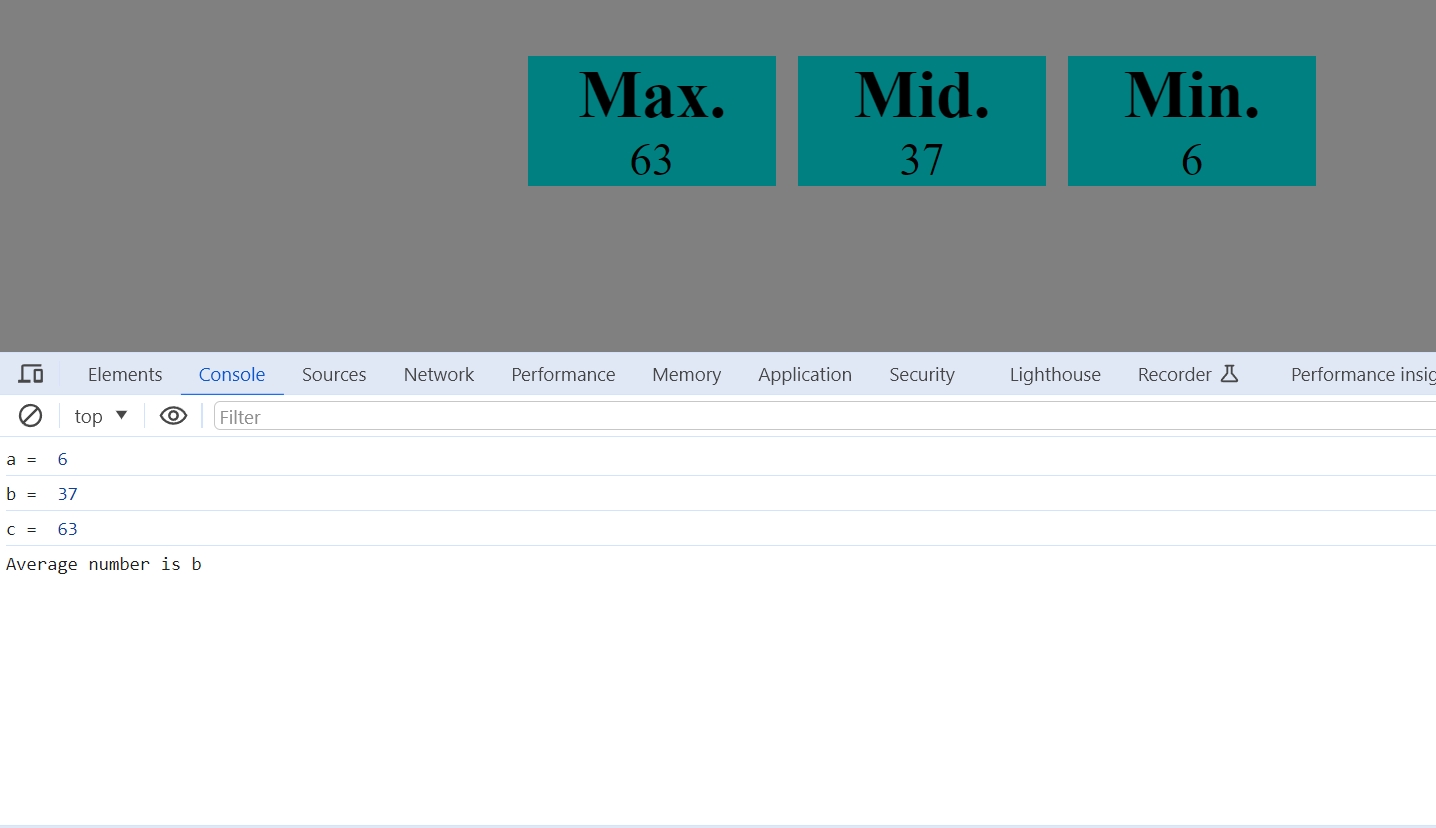 Max. Mid. Min.
63 37 6
Elements Console Sources Network Performance Memory Application Security Lighthouse Recorder Performance insig
top Filter
a = 6
b = 37
c = 63
Average number is b